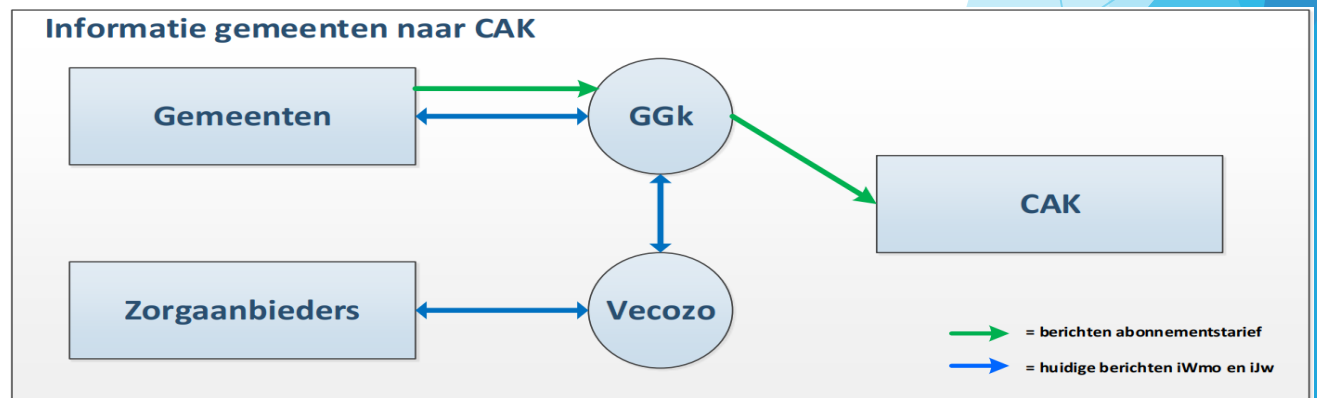 Informatie gemeenten naar CAK
Gemeenten
GGk
CAK
Zorgaanbieders
Vecozo
= berichten abonnementstarief
= huidige berichten iWmo en iJw